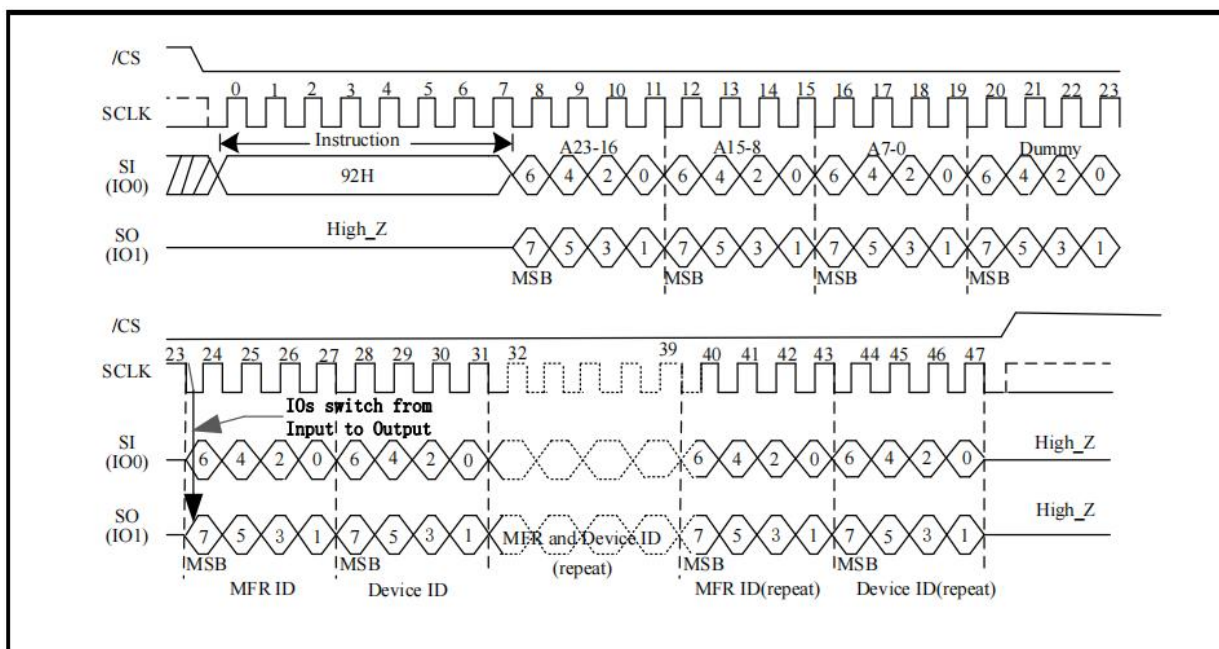 /CS
0 1 2 3 4 5 6 7 8 9 10 11 12 13 14 15 16 17 18 19 20 21 22 23
SCLK
Instruction
A23-16 A15-8 A7-0 Dummy
SI
(IO0)
92H 6 4 2 0 6 4 2 0 6 4 2 0 6 4 2 0
SO
(IO1)
High_Z 7 5 3 1 7 5 3 1 7 5 3 1 7 5 3 1
MSB MSB MSB MSB
/CS
23 24 25 26 27 28 29 30 31 32 39 40 41 42 43 44 45 46 47
SCLK
IOs switch from
Input to Output
SI
(IO0)
6 4 2 0 6 4 2 0 6 4 2 0 6 4 2 0 High_Z
SO
(IO1)
7 5 3 1 7 5 3 1 MFR and Device ID 7 5 3 1 7 5 3 1 High_Z
(repeat)
MSB MSB MSB MSB
MFR ID Device ID MFR ID(repeat) Device ID(repeat)